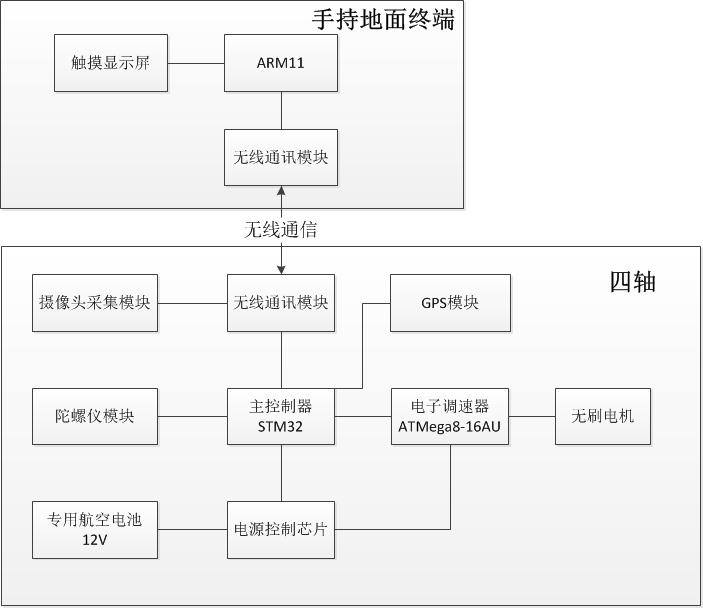 手持地面终端
触摸显示屏
ARM11
无线通讯模块
无线通信
四轴
摄像头采集模块
无线通讯模块
GPS模块
陀螺仪模块
主控制器
STM32
电子调速器
ATMega8-16AU
无刷电机
专用航空电池
12V
电源控制芯片